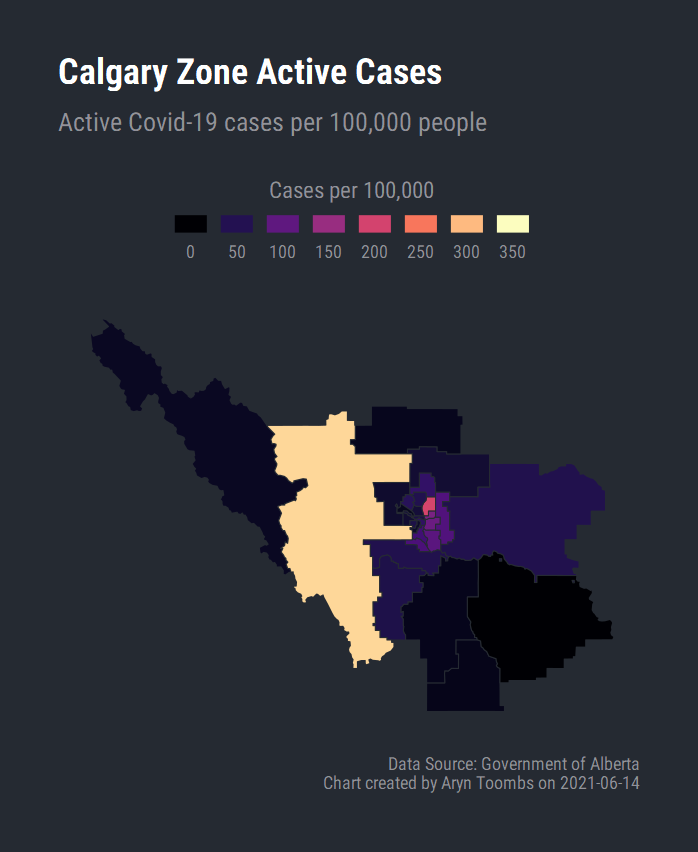 Calgary Zone Active Cases
Active Covid-19 cases per 100,000 people
Cases per 100,000
0 50 100 150 200 250 300 350
Data Source: Government of Alberta
Chart created by Aryn Toombs on 2021-06-14